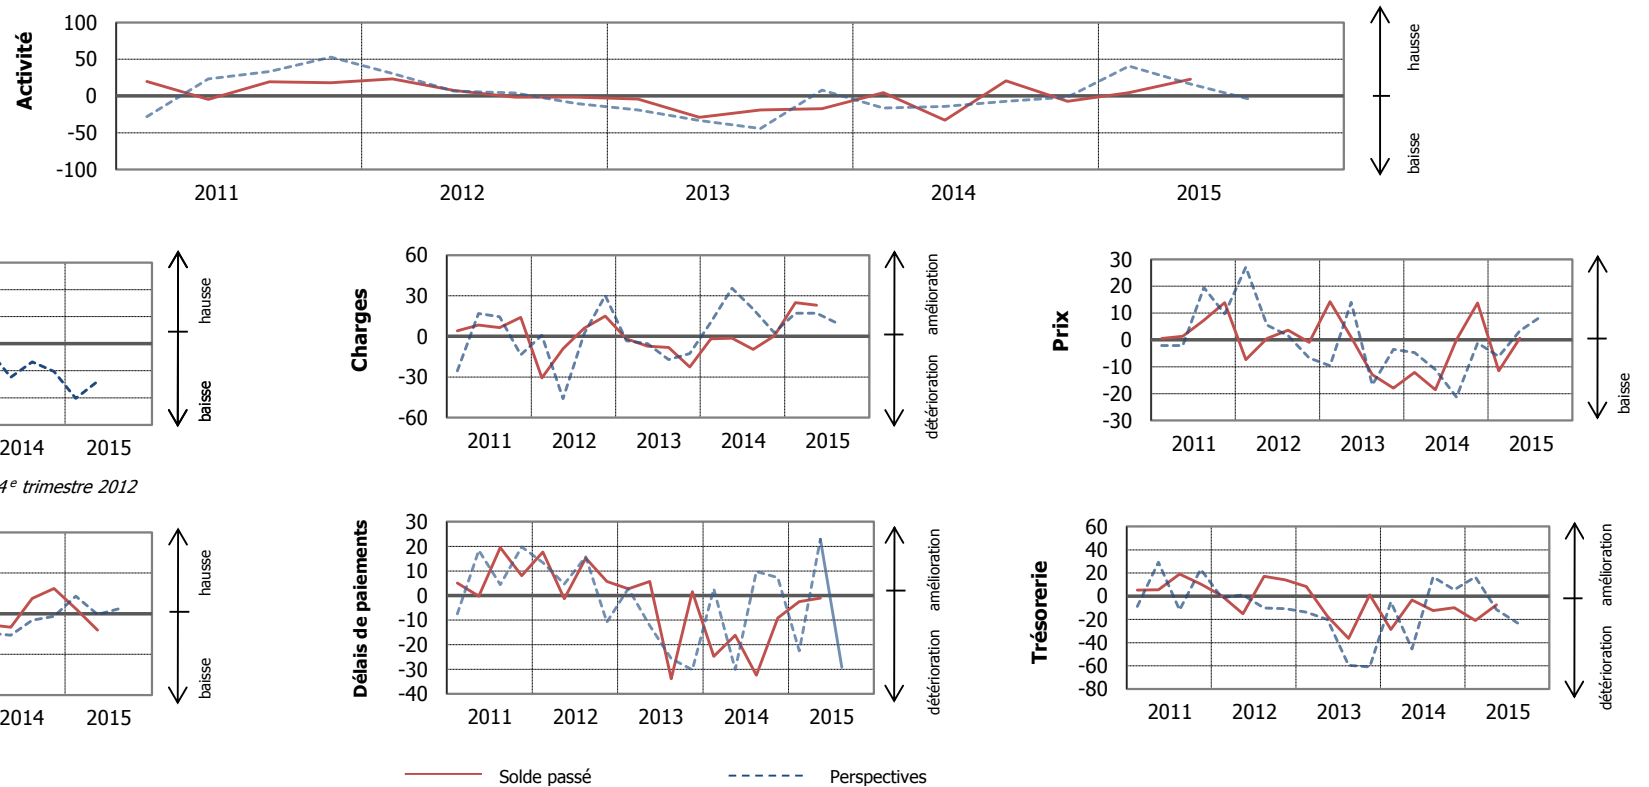 Activité
100
50
0
-50
-100
2011 2012 2013 2014 2015
hausse
baisse
hausse
baisse
2014 2015
4e trimestre 2012
Charges
60
30
0
-30
-60
2011 2012 2013 2014 2015
amélioration
détérioration
Prix
30
20
10
0
-10
-20
-30
2011 2012 2013 2014 2015
baisse
hausse
baisse
2014 2015
Délais de paiements
30
20
10
0
-10
-20
-30
-40
2011 2012 2013 2014 2015
amélioration
détérioration
Trésorerie
60
40
20
0
-20
-40
-60
-80
2011 2012 2013 2014 2015
amélioration
détérioration
Solde passé Perspectives